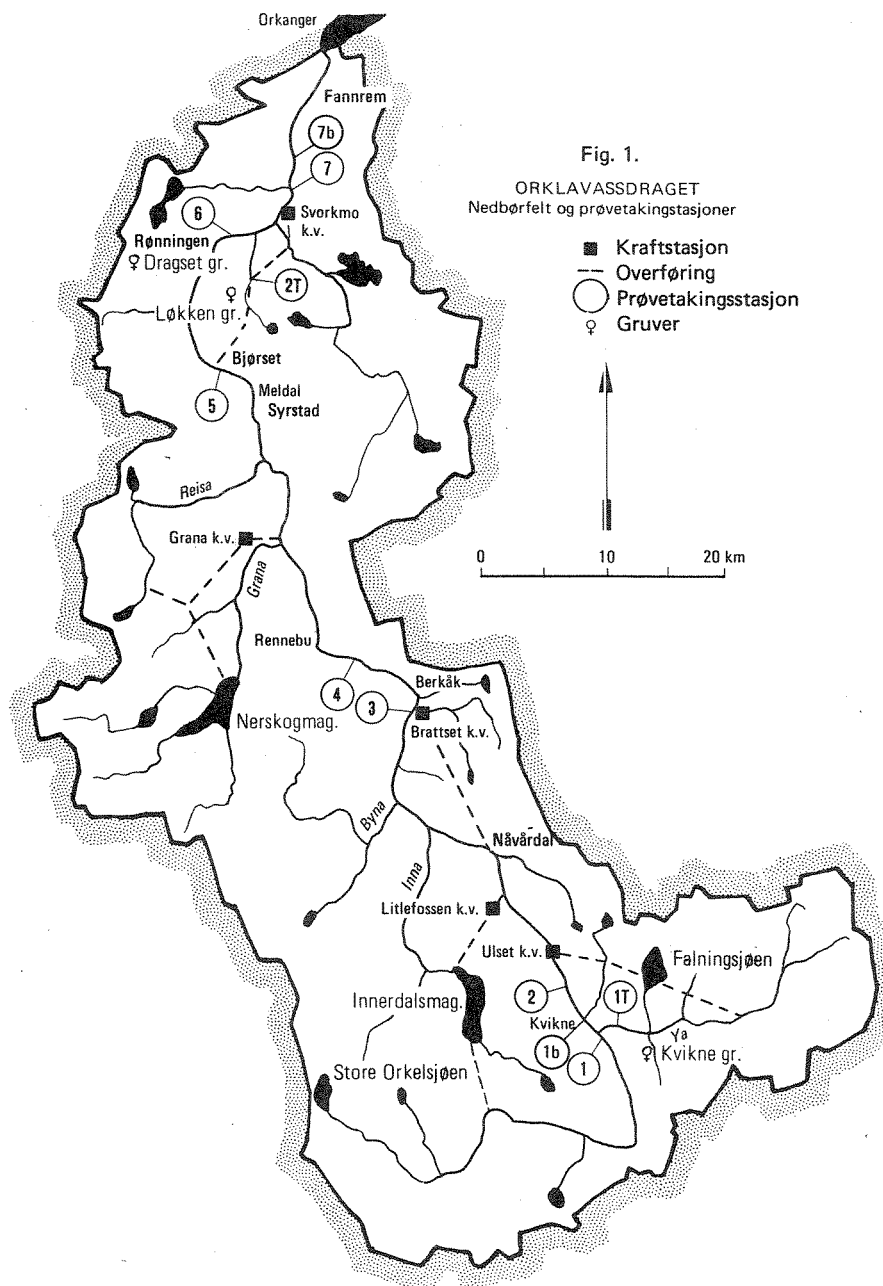 Orkanger
Fannrem
7b
7
Fig. 1.
ORKLAVASSDRAGET
Nedbørfelt og prøvetakingstasjoner
Kraftstasjon
Overføring
Prøvetakingsstasjon
Gruver
6
Svorkmo
k.v.
Rønningen
Dragset gr.
2T
Løkken gr.
Bjørset
5
Meldal
Syrstad
Reisa
Grana k.v.
0 10 20 km
Grana
Rennebu
Berkåk
4
3
Nerskogmag.
Brattset k.v.
Byna
Nåvårdal
Inna
Litlefossen k.v.
Ulset k.v.
Falningsjøen
Innerdalsmag.
2
1T
Kvikne
Ya
1b
1
Kvikne gr.
Store Orkelsjøen